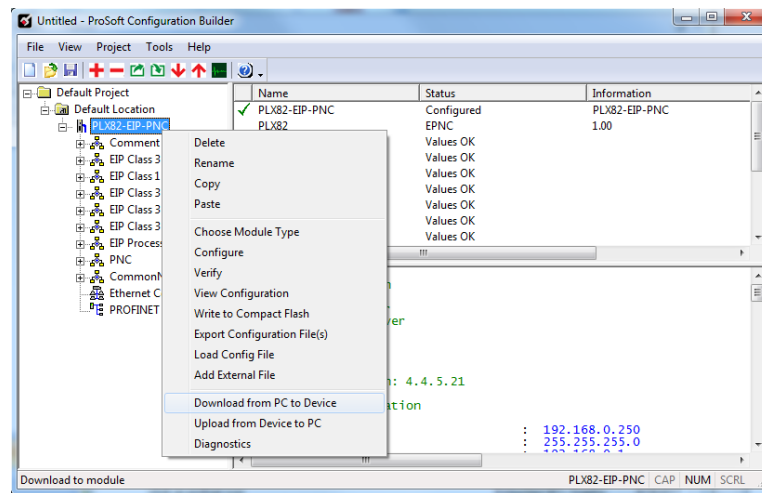 Untitled - ProSoft Configuration Builder
File View Project Tools Help
Default Project
Default Location
PLX82-EIP-PNC
Comment
EIP Class 3
EIP Class 1
EIP Class 3
EIP Class 3
EIP Class 3
EIP Process
PNC
CommonN
Ethernet C
PROFINET
Name Status Information
PLX82-EIP-PNC Configured PLX82-EIP-PNC
PLX82 EPNC 1.00
Values OK
Values OK
Values OK
Values OK
Values OK
Values OK
Values OK
Delete
Rename
Copy
Paste
Choose Module Type
Configure
Verify
View Configuration
Write to Compact Flash
Export Configuration File(s)
Load Config File
Add External File
Download from PC to Device
Upload from Device to PC
Diagnostics
ver
: 4.4.5.21
ation
: 192.168.0.250
: 255.255.255.0
Download to module PLX82-EIP-PNC CAP NUM SCRL